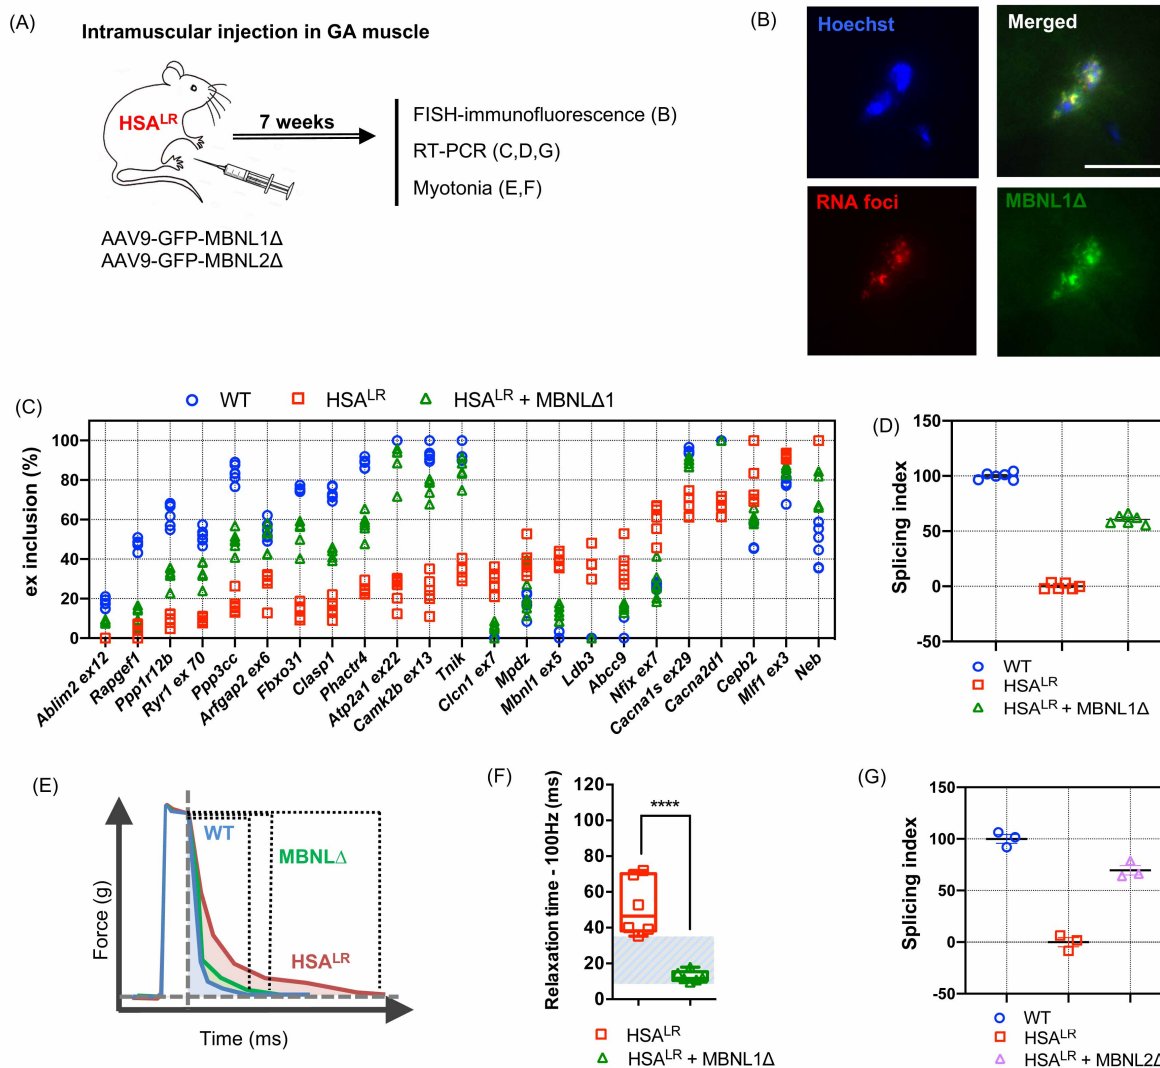 (A)
Intramuscular injection in GA muscle
HSA^LR
7 weeks
FISH-immunofluorescence (B)
RT-PCR (C,D,G)
Myotonia (E,F)
AAV9-GFP-MBNL1Δ
AAV9-GFP-MBNL2Δ
(B)
Hoechst
Merged
RNA foci
MBNL1Δ
(C)
WT
HSA^LR
HSA^LR + MBNLΔ1
ex inclusion (%)
100
80
60
40
20
0
Ablim2 ex12
Rapgef1
Ppp1r12b
Ryr1 ex 70
Ppp3cc
Arfgap2 ex6
Fbxo31
Clasp1
Phactr4
Atp2a1 ex22
Camk2b ex13
Tnik
Clcn1 ex7
Mpdz
Mbnl1 ex5
Ldb3
Abcc9
Nfix ex7
Cacna1s ex29
Cacna2d1
Cepb2
Mlf1 ex3
Neb
(D)
Splicing index
150
100
50
0
-50
WT
HSA^LR
HSA^LR + MBNL1Δ
(E)
Force (g)
WT
MBNLΔ
HSA^LR
Time (ms)
(F)
Relaxation time - 100Hz (ms)
120
100
80
60
40
20
0
****
HSA^LR
HSA^LR + MBNL1Δ
(G)
Splicing index
150
100
50
0
-50
WT
HSA^LR
HSA^LR + MBNL2Δ